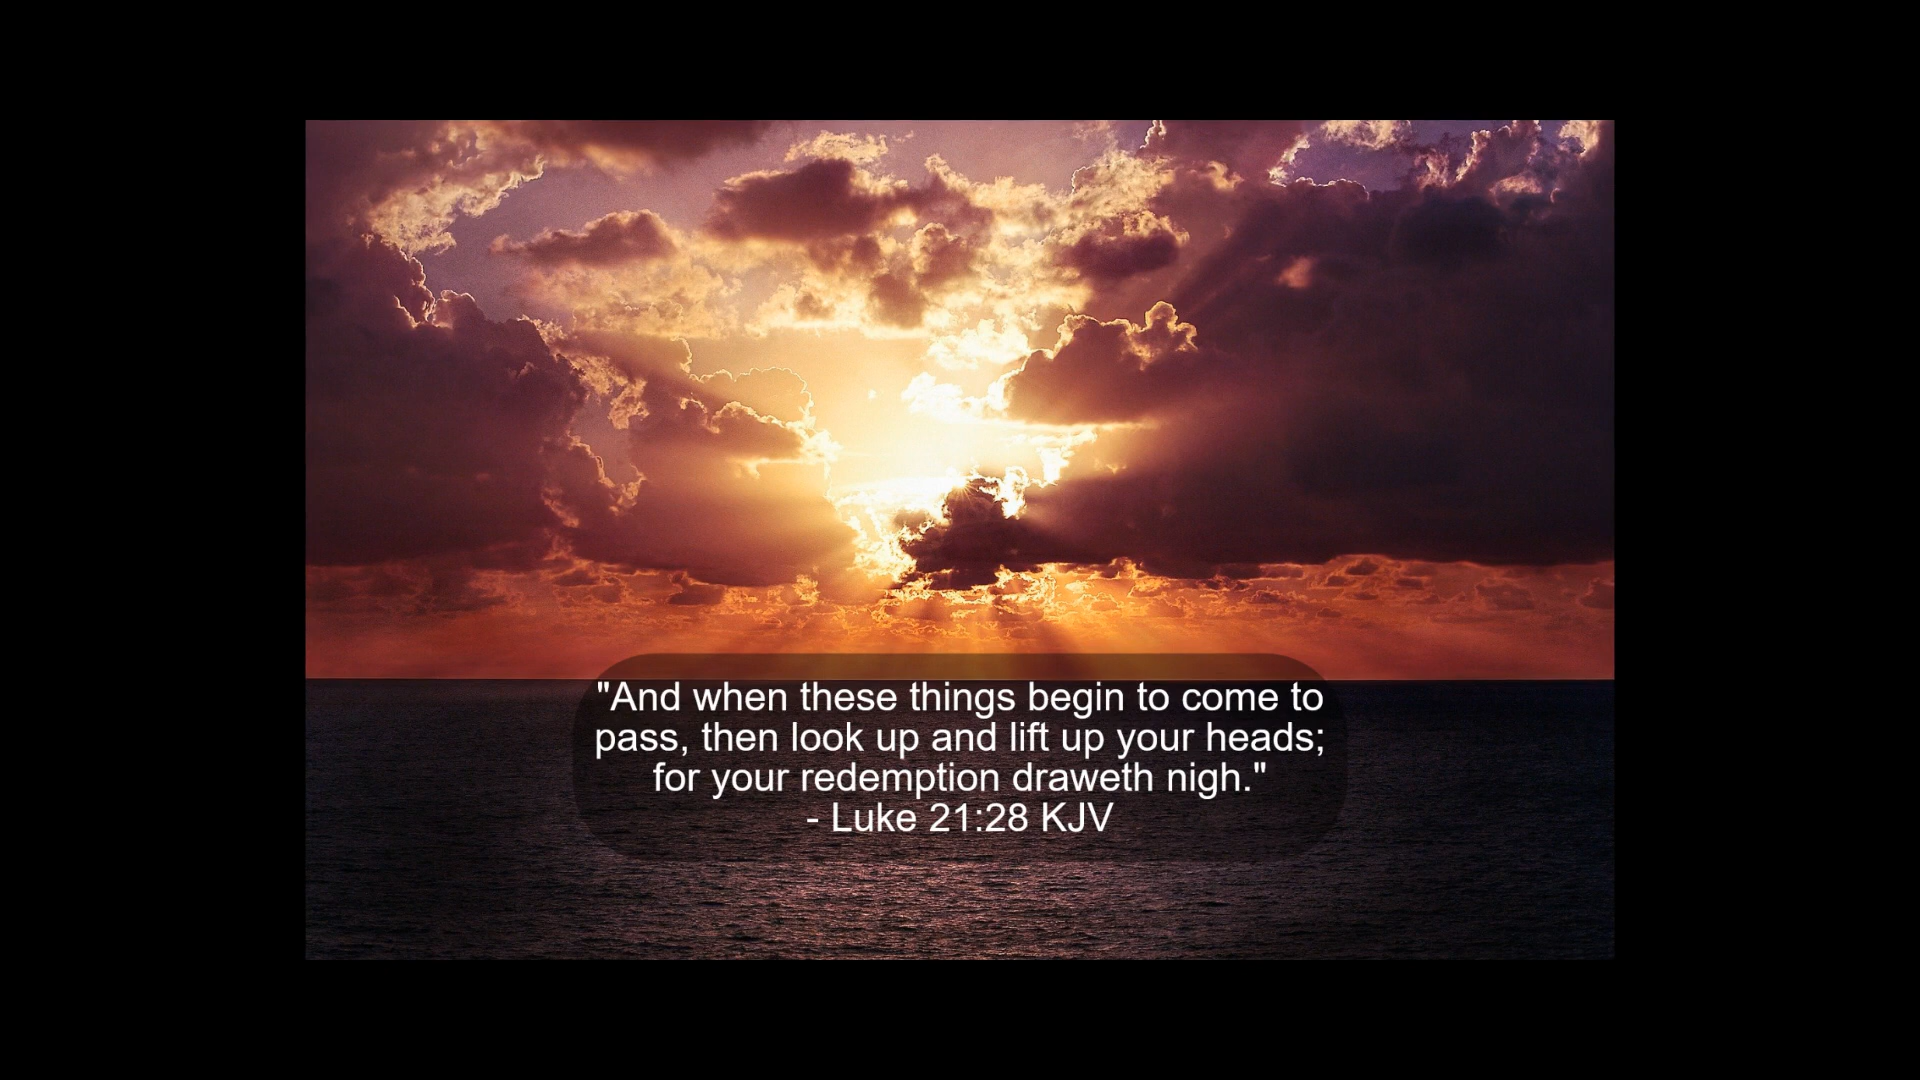 "And when these things begin to come to
pass, then look up and lift up your heads;
for your redemption draweth nigh."
- Luke 21:28 KJV